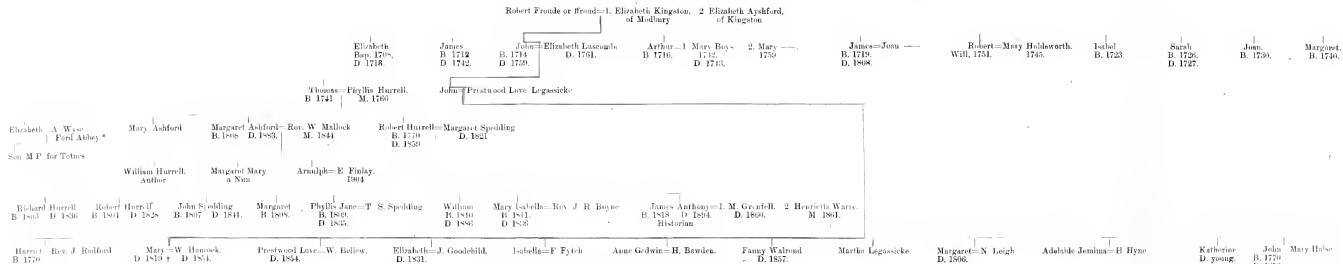 Robert Froude or ffroud=1. Elizabeth Kingston, 2 Elizabeth Ayshford,
of Modbury of Kingston
Elizabeth. James John=Elizabeth Luscombe Arthur=1 Mary Boys 2. Mary —. James=Joan — Robert=Mary Holdsworth. Isabel Sarah Joan. Margaret.
Bap. 1708. B 1712 B. 1714 D. 1761. B 1716. 1742. 1759 B. 1719. Will, 1751. 1745. B. 1723. B. 1726. B. 1730. B. 1740.
D 1718. D 1742. D 1759. D 1743. D. 1808. D. 1727.
Thomas=Phyllis Hurrell. John=Prestwood Love Legassicke
B 1741 M. 1766
Elizabeth A Wyse Mary Ashford Margaret Ashford=Rev. W Mallock Robert Hurrell=Margaret Spedding
Ford Abbey * B. 1808 D. 1883. M. 1844 B. 1770 D. 1821
D. 1859
Son M P for Totnes
William Hurrell. Margaret Mary Arnulph=E Finlay.
Author a Nun 1904
Richard Hurrell Robert Hurrell John Spedding Margaret Phyllis Jane=T S. Spedding William Mary Isabella=Rev J R Boyne James Anthony=1. M. Grenfell. 2 Henrietta Warre.
B 1803 D 1836 B. 1804 D 1828 B. 1807 D 1841. B 1808. B. 1809. B. 1810 B 1811. B. 1818 D 1894. D. 1860. M 1861.
D. 1835. D 1886 D 1836 Historian
Harriet Rev. J Radford Mary=W Hancock. Prestwood Love=W. Bellew. Elizabeth=J. Goodchild. Isabella=F Fytch Anne Gedwin=H. Bawden. Fanny Walrond Martha Legassicke. Margaret=N Leigh Adelaide Jemima=H Hyne Katherine John Mary Halse
B 1770 D 1819 † D 1854. D. 1854. D. 1831. D. 1857. D. 1806. D. young. B. 1770